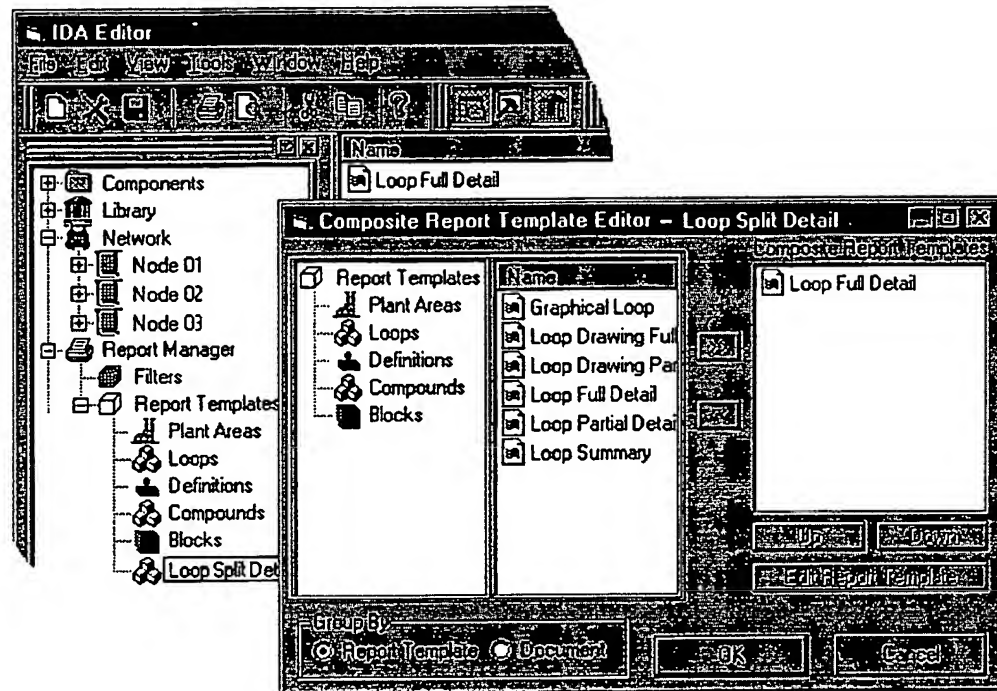 IDA Editor
File Edit View Tools Window Help
Name
Loop Full Detail
Components
Library
Network
Node 01
Node 02
Node 03
Report Manager
Filters
Report Templates
Plant Areas
Loops
Definitions
Compounds
Blocks
Loop Split Det
Composite Report Template Editor – Loop Split Detail
Report Templates
Plant Areas
Loops
Definitions
Compounds
Blocks
Name
Graphical Loop
Loop Drawing Full
Loop Drawing Par
Loop Full Detail
Loop Partial Detai
Loop Summary
Composite Report Templates
Loop Full Detail
Up Down
Edit Report Template
Group By
Report Template Document
OK Cancel